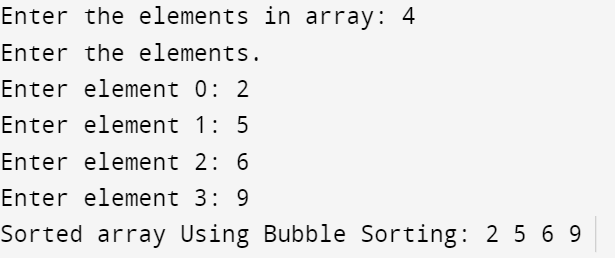 Enter the elements in array: 4
Enter the elements.
Enter element 0: 2
Enter element 1: 5
Enter element 2: 6
Enter element 3: 9
Sorted array Using Bubble Sorting: 2 5 6 9